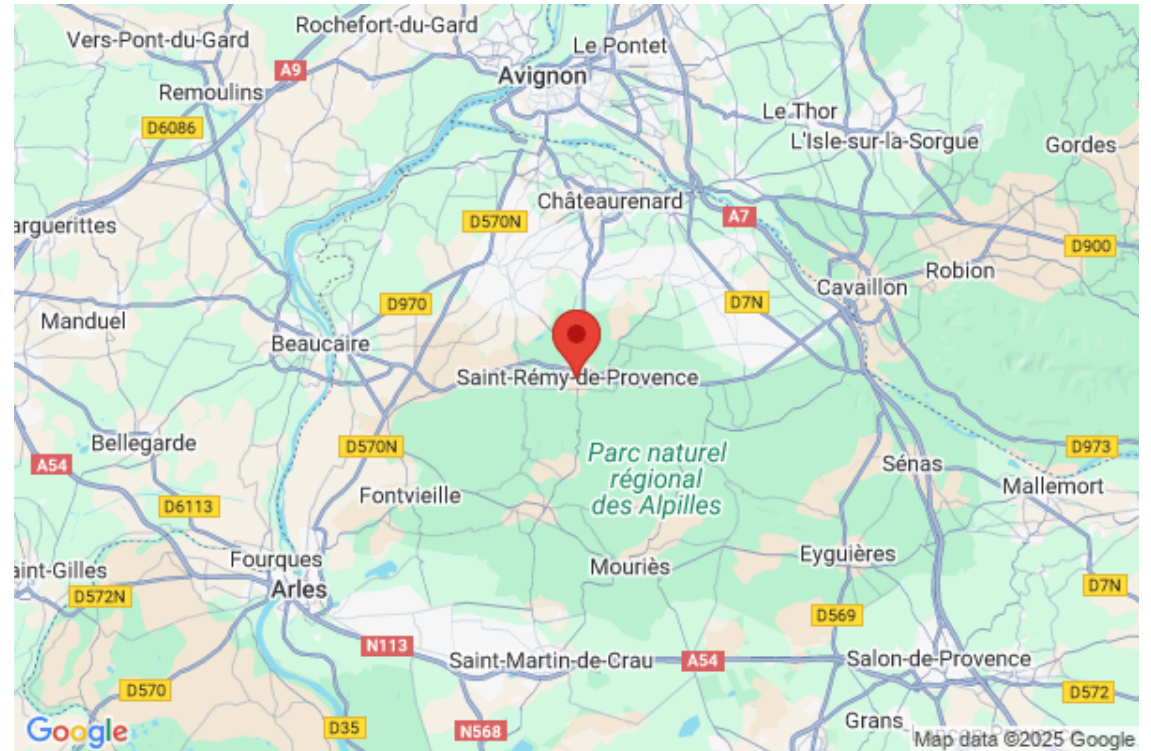 Rochefort-du-Gard
Vers-Pont-du-Gard
Le Pontet
A9
Avignon
Remoulins
Le Thor
D6086
L'Isle-sur-la-Sorgue
Gordes
Châteaurenard
A7
D570N
arguerittes
D900
Robion
Cavaillon
D970
D7N
Manduel
Beaucaire
Saint-Rémy-de-Provence
Bellegarde
D570N
Parc naturel
régional
des Alpilles
D973
A54
Sénas
Mallemort
Fontvieille
D6113
Fourques
Mouriès
Eyguières
aint-Gilles
Arles
D7N
D572N
D569
N113
Saint-Martin-de-Crau
A54
Salon-de-Provence
D570
D572
D35
N568
Grans
Google
Map data ©2025 Google